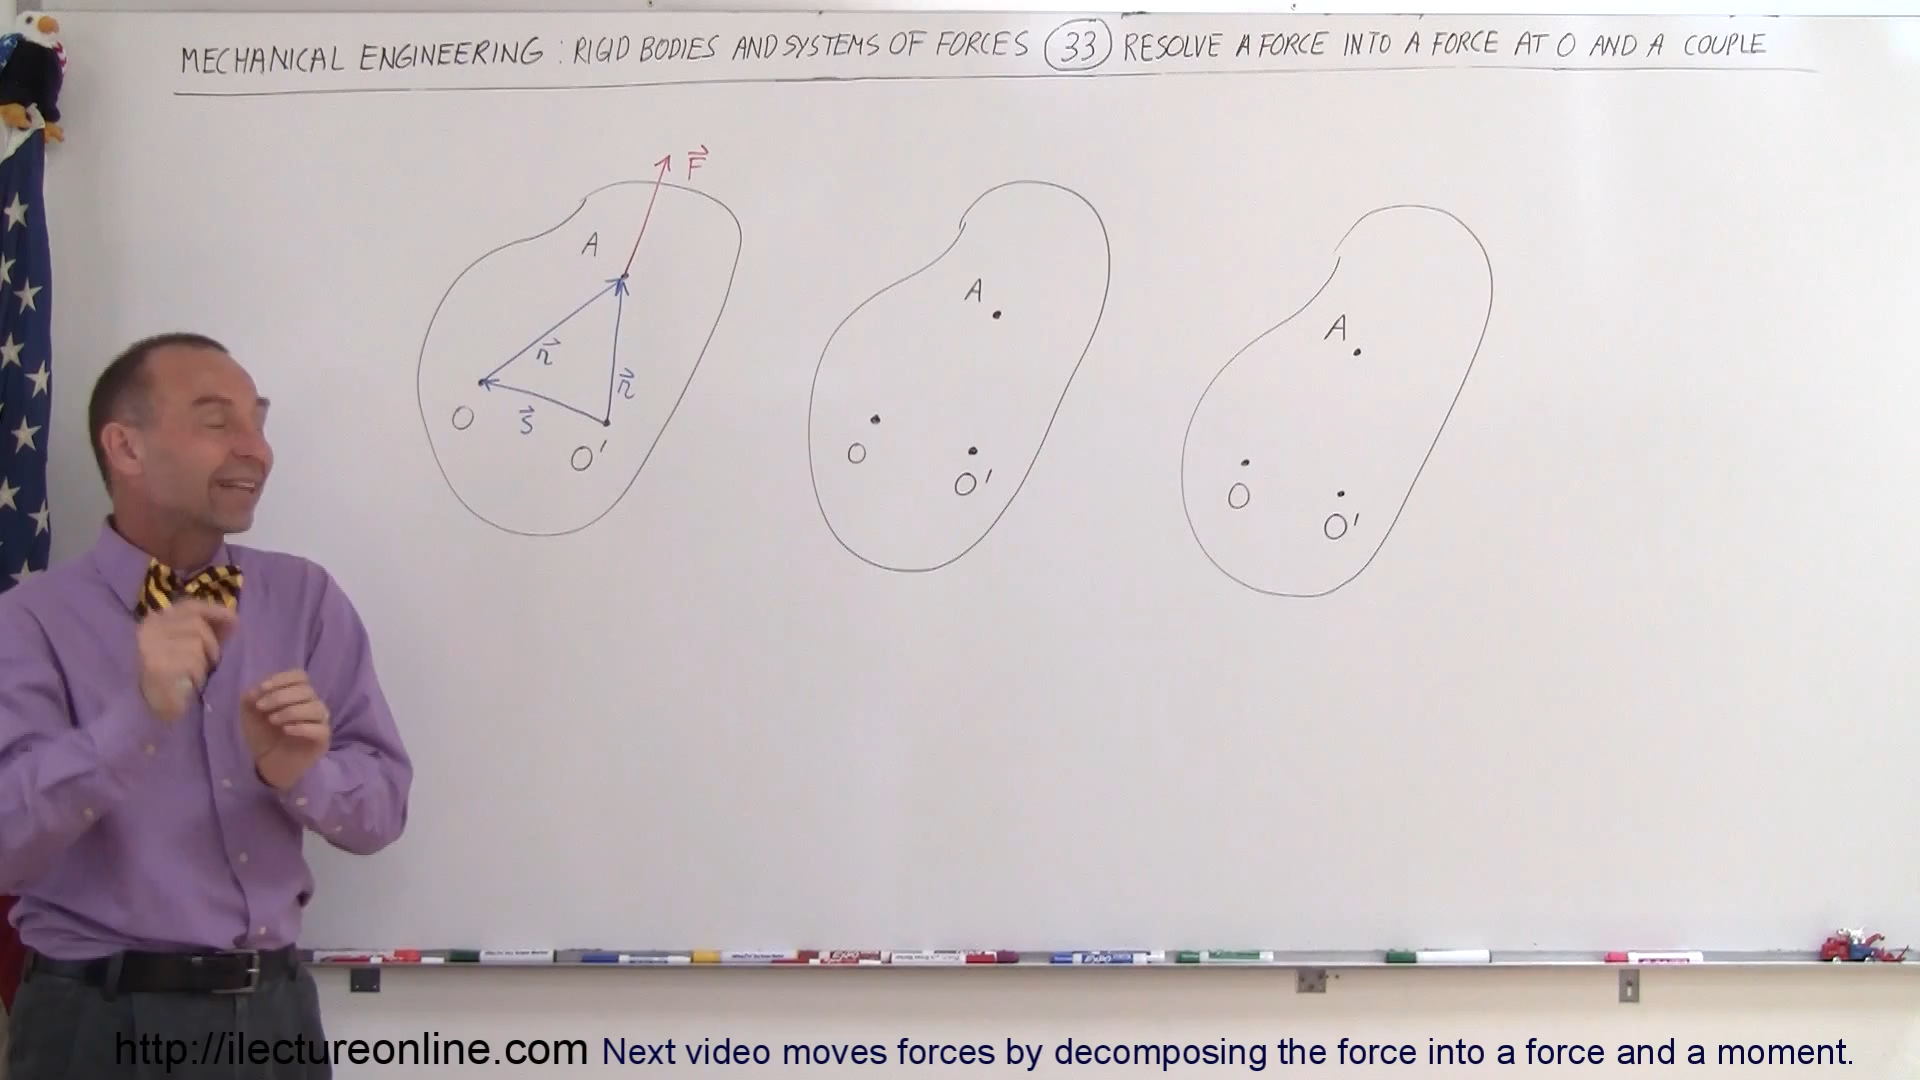 MECHANICAL ENGINEERING : RIGID BODIES AND SYSTEMS OF FORCES 33 RESOLVE A FORCE INTO A FORCE AT O AND A COUPLE
F
A
r
r
O
s
O'
A
O
O'
A
O
O'
http://ilectureonline.com Next video moves forces by decomposing the force into a force and a moment.